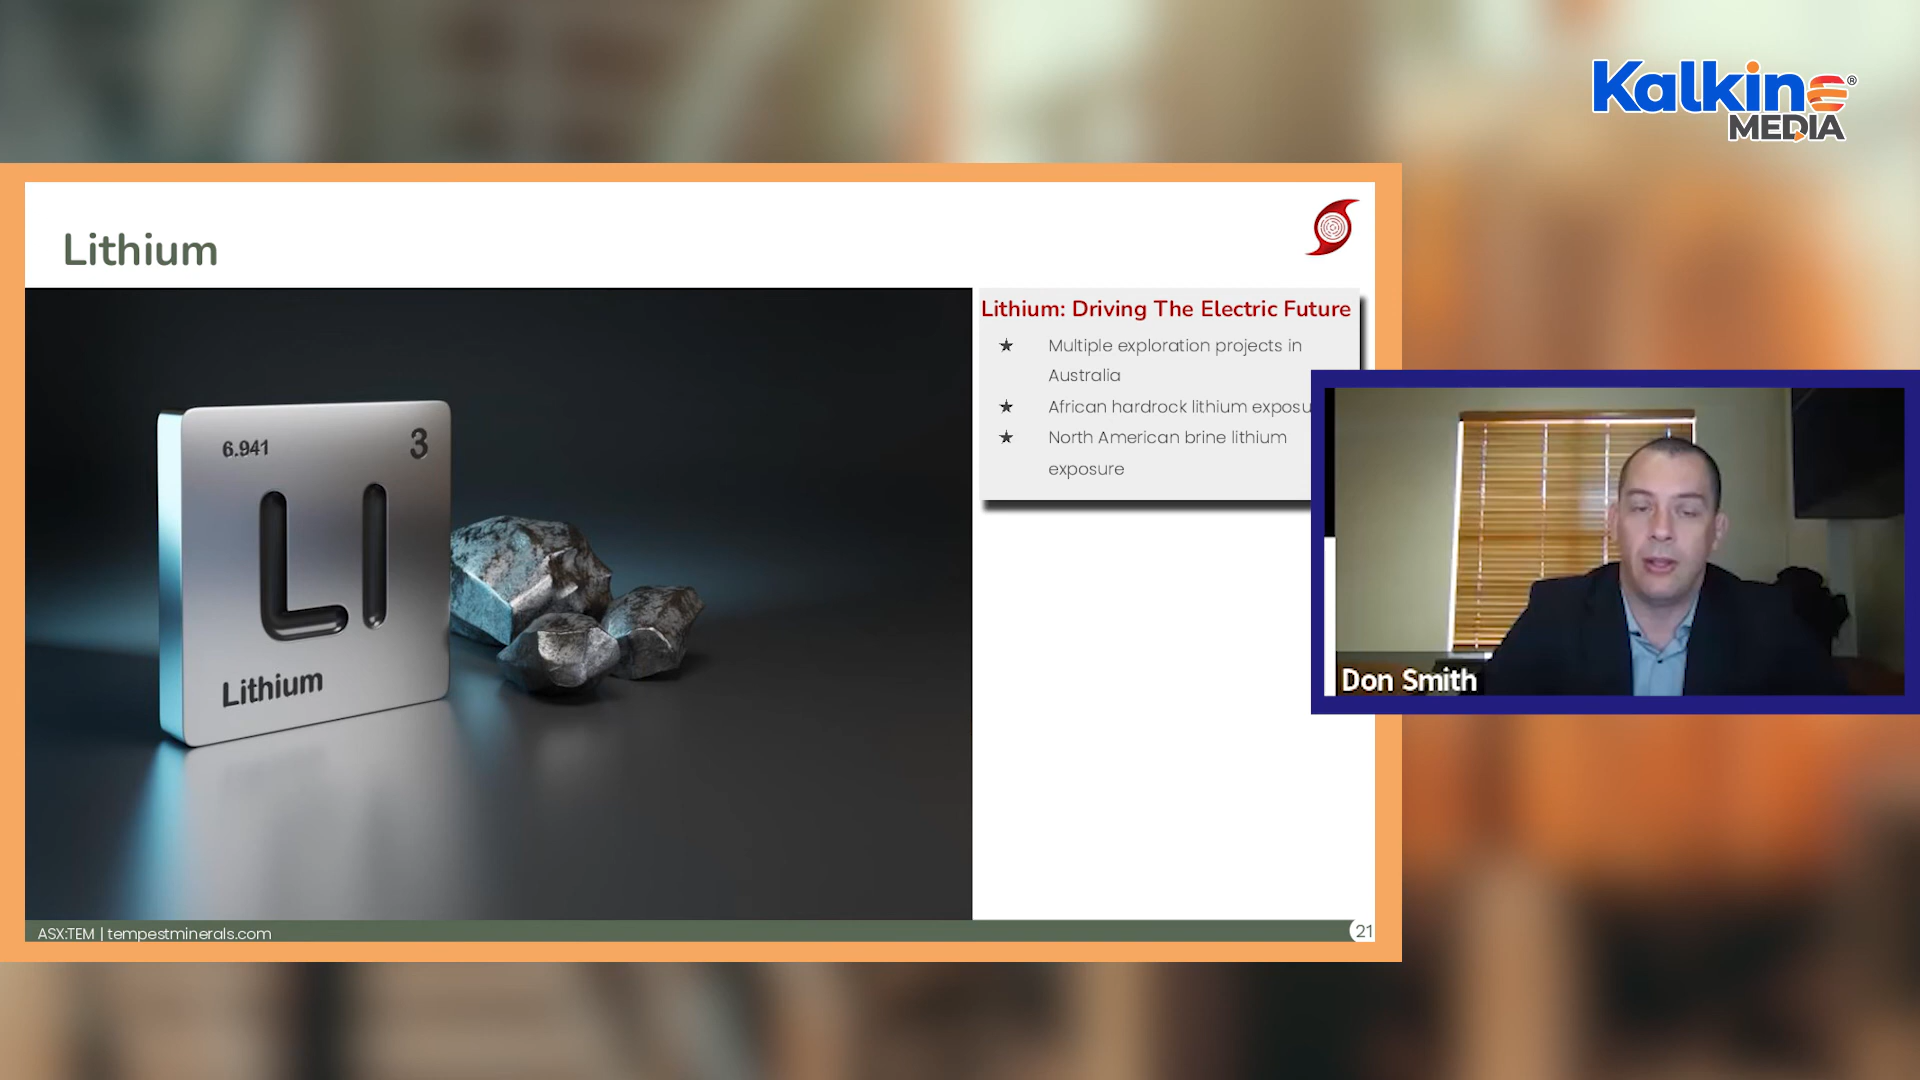 Kalkine®
MEDIA
Lithium
Lithium: Driving The Electric Future
★ Multiple exploration projects in
Australia
★ African hardrock lithium
★ North American brine lithium
exposure
6.941
3
LI
Lithium
Don Smith
ASX:TEM | tempestminerals.com
21